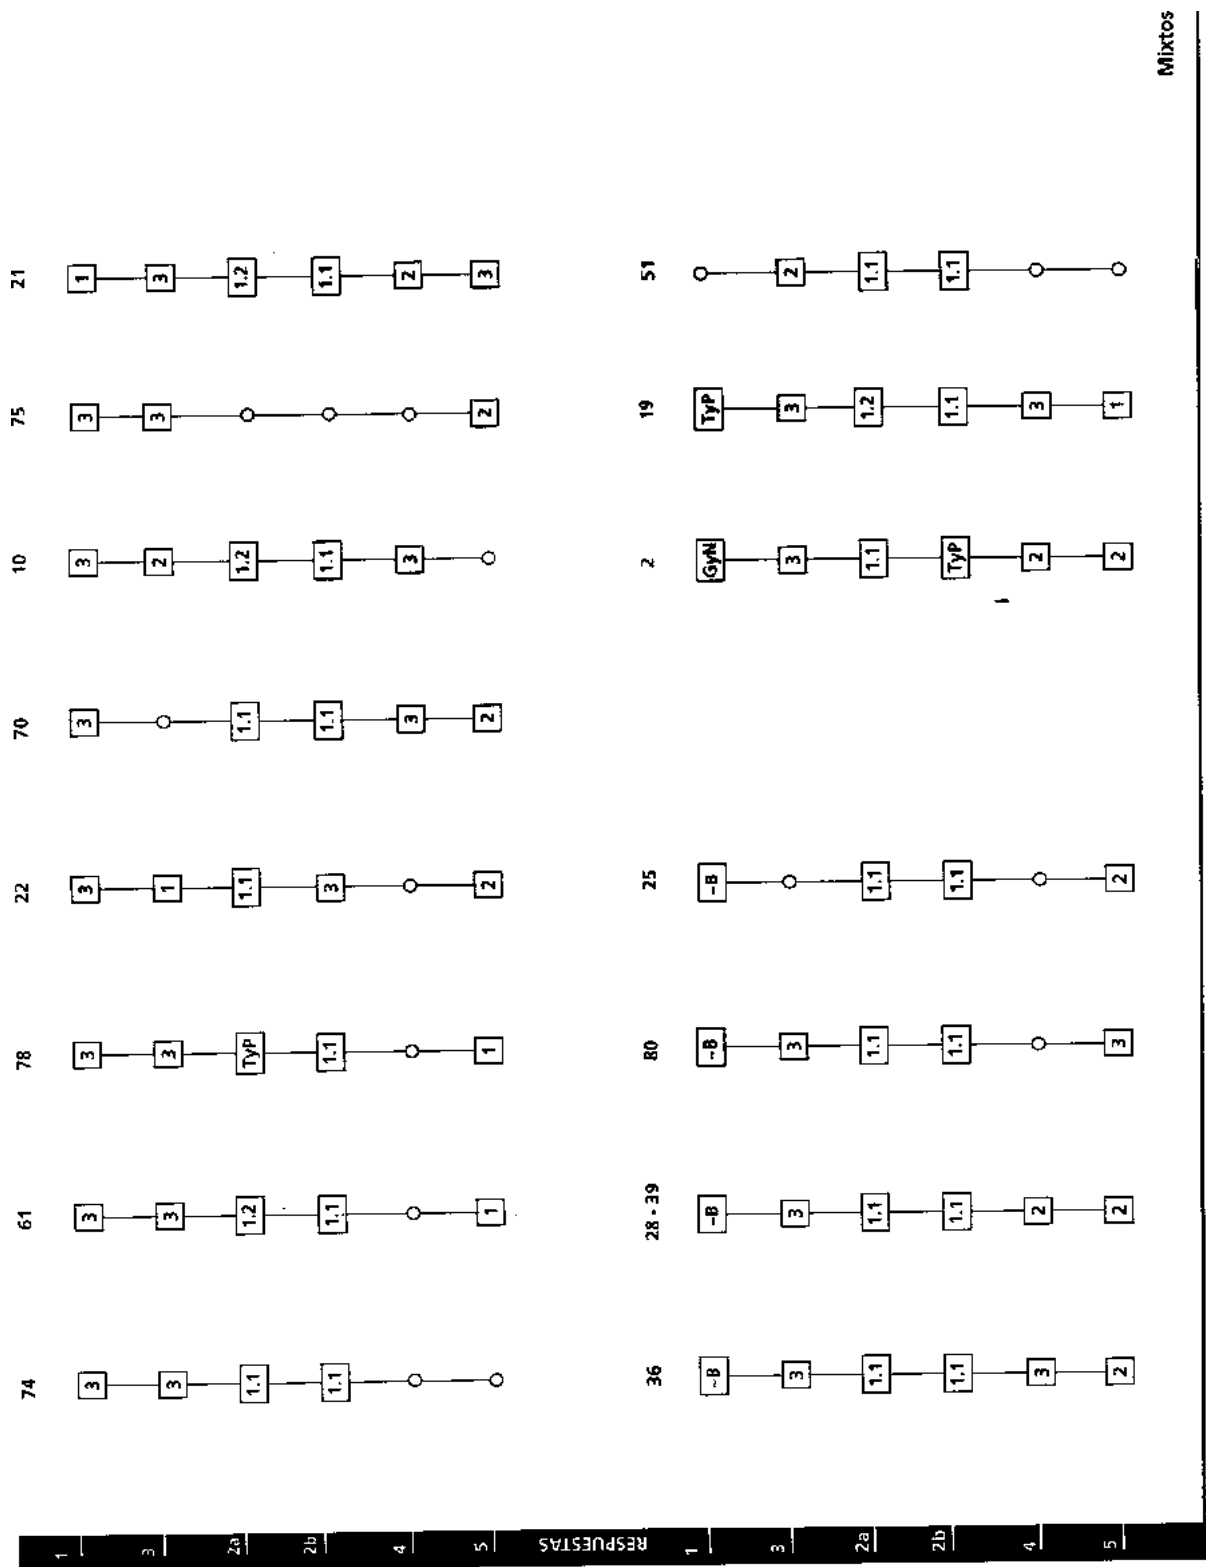 74 61 78 22 70 10 75 21
1 3 3 3 3 3 3 3 1
3 3 3 3 1 2 3 3
2a 1.1 1.2 TyP 1.1 1.1 1.2 1.2
2b 1.1 1.1 1.1 3 1.1 1.1 1.1
4 3 3 2
5 1 1 2 2 2 3
RESPUESTAS
36 28 - 39 80 25 2 19 51
1 ~B ~B ~B ~B GyN TyP
3 3 3 3 3 3 2
2a 1.1 1.1 1.1 1.1 1.1 1.2 1.1
2b 1.1 1.1 1.1 1.1 TyP 1.1 1.1
4 3 2 2 3
5 2 2 3 2 2 1
Mixtos